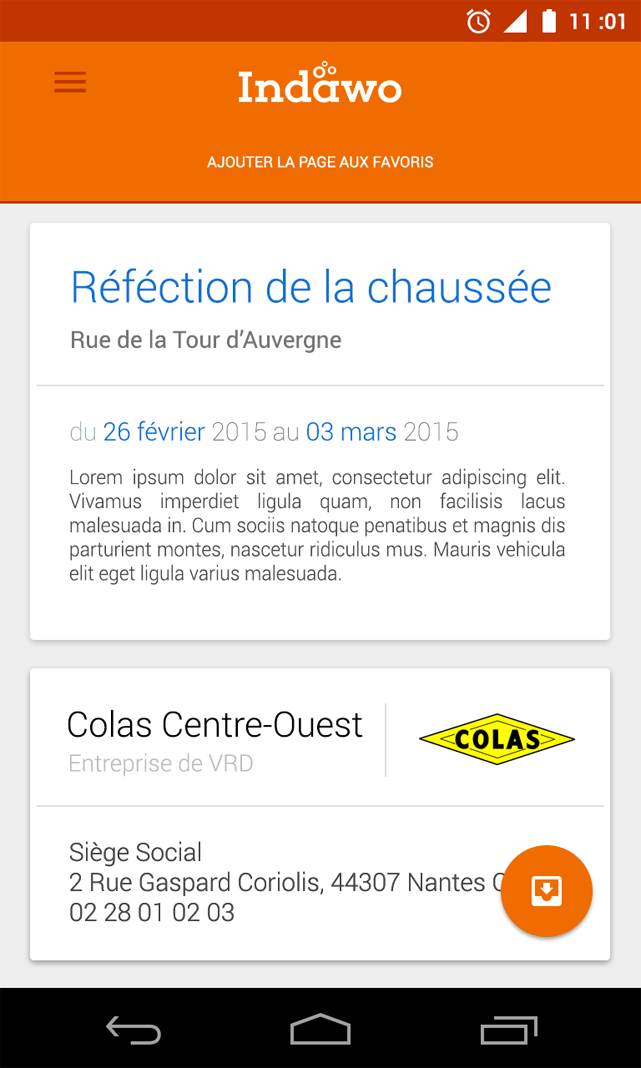 11:01
Indawo
AJOUTER LA PAGE AUX FAVORIS
Réféction de la chaussée
Rue de la Tour d’Auvergne
du 26 février 2015 au 03 mars 2015
Lorem ipsum dolor sit amet, consectetur adipiscing elit.
Vivamus imperdiet ligula quam, non facilisis lacus
malesuada in. Cum sociis natoque penatibus et magnis dis
parturient montes, nascetur ridiculus mus. Mauris vehicula
elit eget ligula varius malesuada.
Colas Centre-Ouest
Entreprise de VRD
COLAS
Siège Social
2 Rue Gaspard Coriolis, 44307 Nantes
02 28 01 02 03